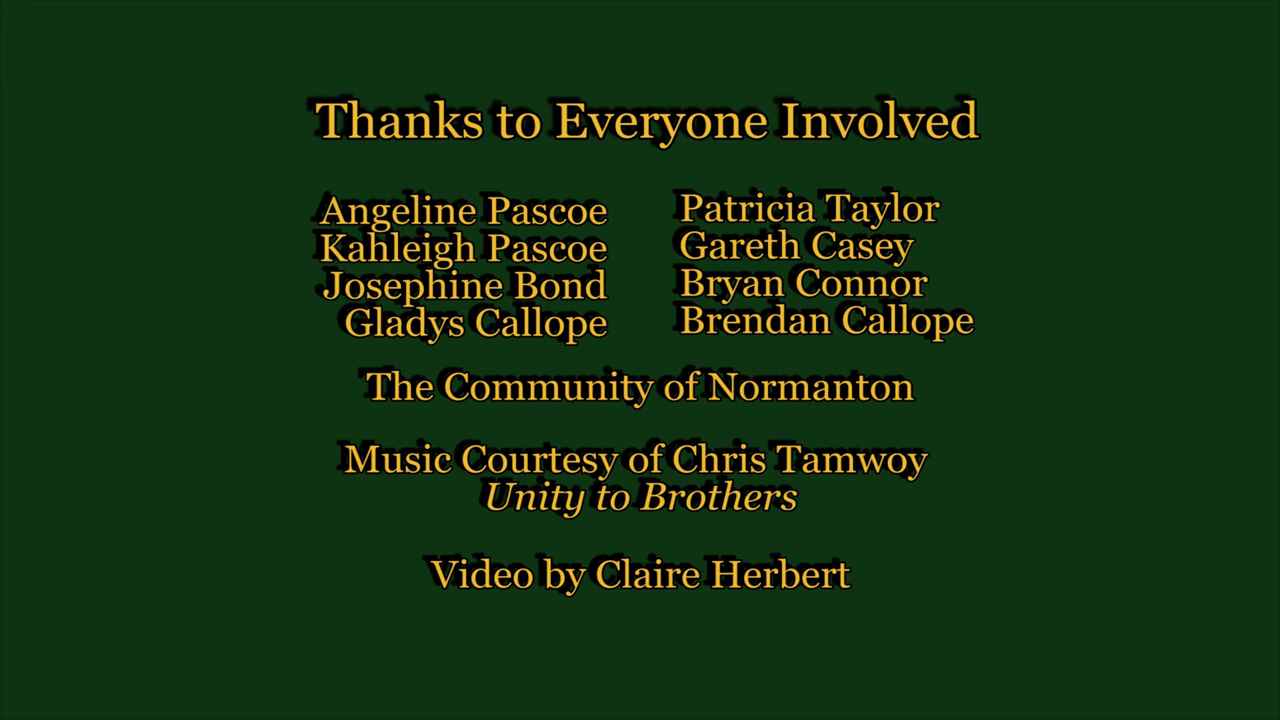 Thanks to Everyone Involved
Angeline Pascoe
Kahleigh Pascoe
Josephine Bond
Gladys Callope
Patricia Taylor
Gareth Casey
Bryan Connor
Brendan Callope
The Community of Normanton
Music Courtesy of Chris Tamwoy
Unity to Brothers
Video by Claire Herbert